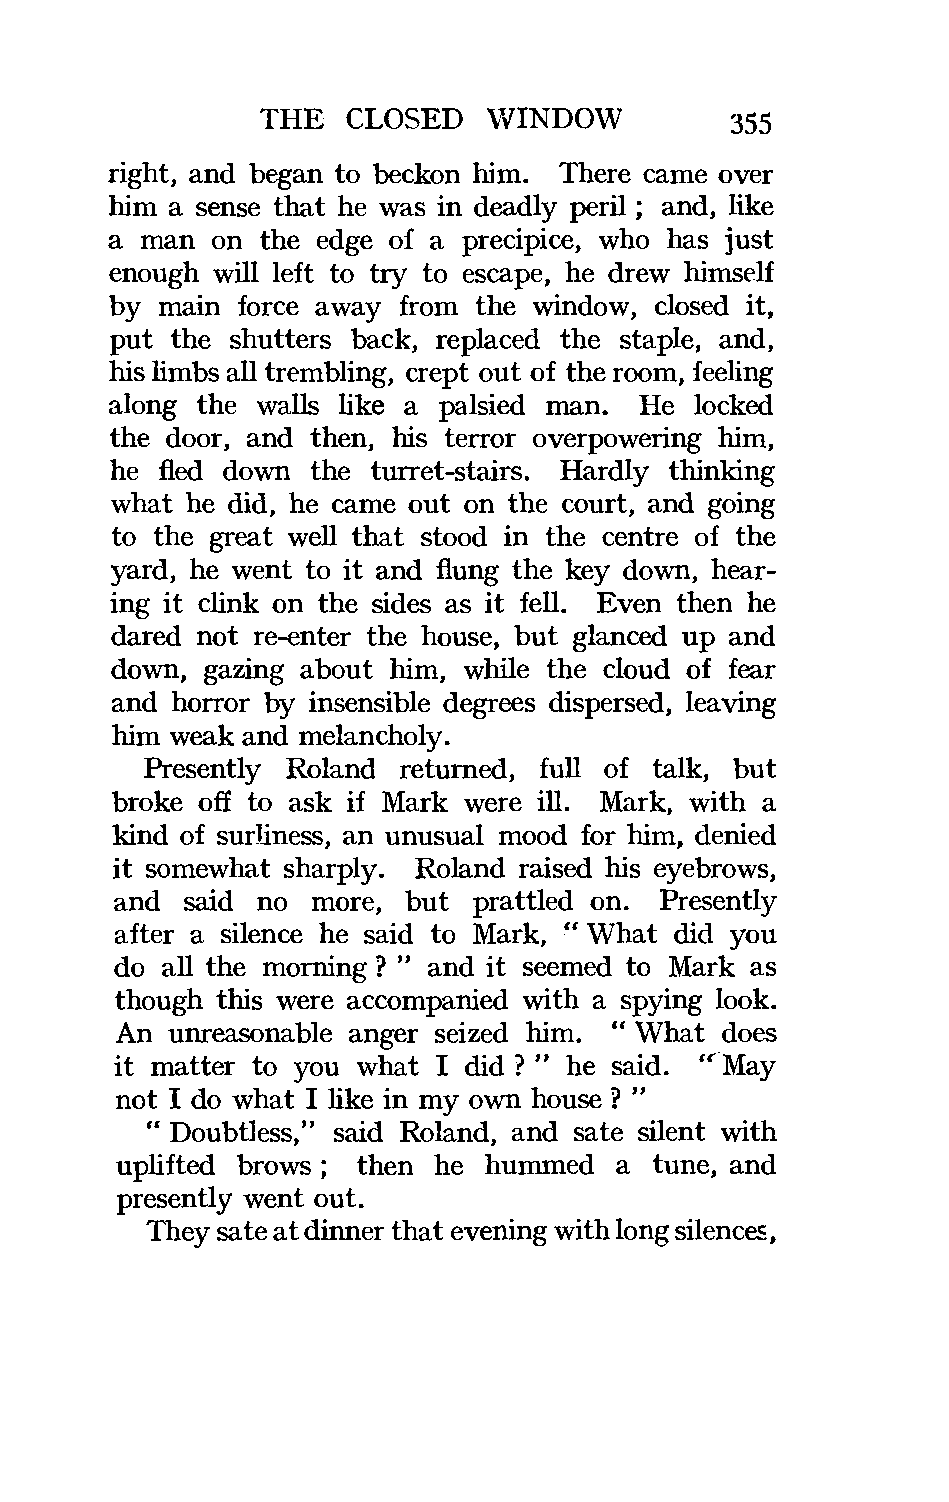 THE CLOSED WINDOW 355
right, and began to beckon him. There came over
him a sense that he was in deadly peril ; and, like
a man on the edge of a precipice, who has just
enough will left to try to escape, he drew himself
by main force away from the window, closed it,
put the shutters back, replaced the staple, and,
his limbs all trembling, crept out of the room, feeling
along the walls like a palsied man. He locked
the door, and then, his terror overpowering him,
he fled down the turret-stairs. Hardly thinking
what he did, he came out on the court, and going
to the great well that stood in the centre of the
yard, he went to it and flung the key down, hear-
ing it clink on the sides as it fell. Even then he
dared not re-enter the house, but glanced up and
down, gazing about him, while the cloud of fear
and horror by insensible degrees dispersed, leaving
him weak and melancholy.
Presently Roland returned, full of talk, but
broke off to ask if Mark were ill. Mark, with a
kind of surliness, an unusual mood for him, denied
it somewhat sharply. Roland raised his eyebrows,
and said no more, but prattled on. Presently
after a silence he said to Mark, “ What did you
do all the morning ? ” and it seemed to Mark as
though this were accompanied with a spying look.
An unreasonable anger seized him. “ What does
it matter to you what I did ? ” he said. “ May
not I do what I like in my own house ? ”
“ Doubtless,” said Roland, and sate silent with
uplifted brows ; then he hummed a tune, and
presently went out.
They sate at dinner that evening with long silences,